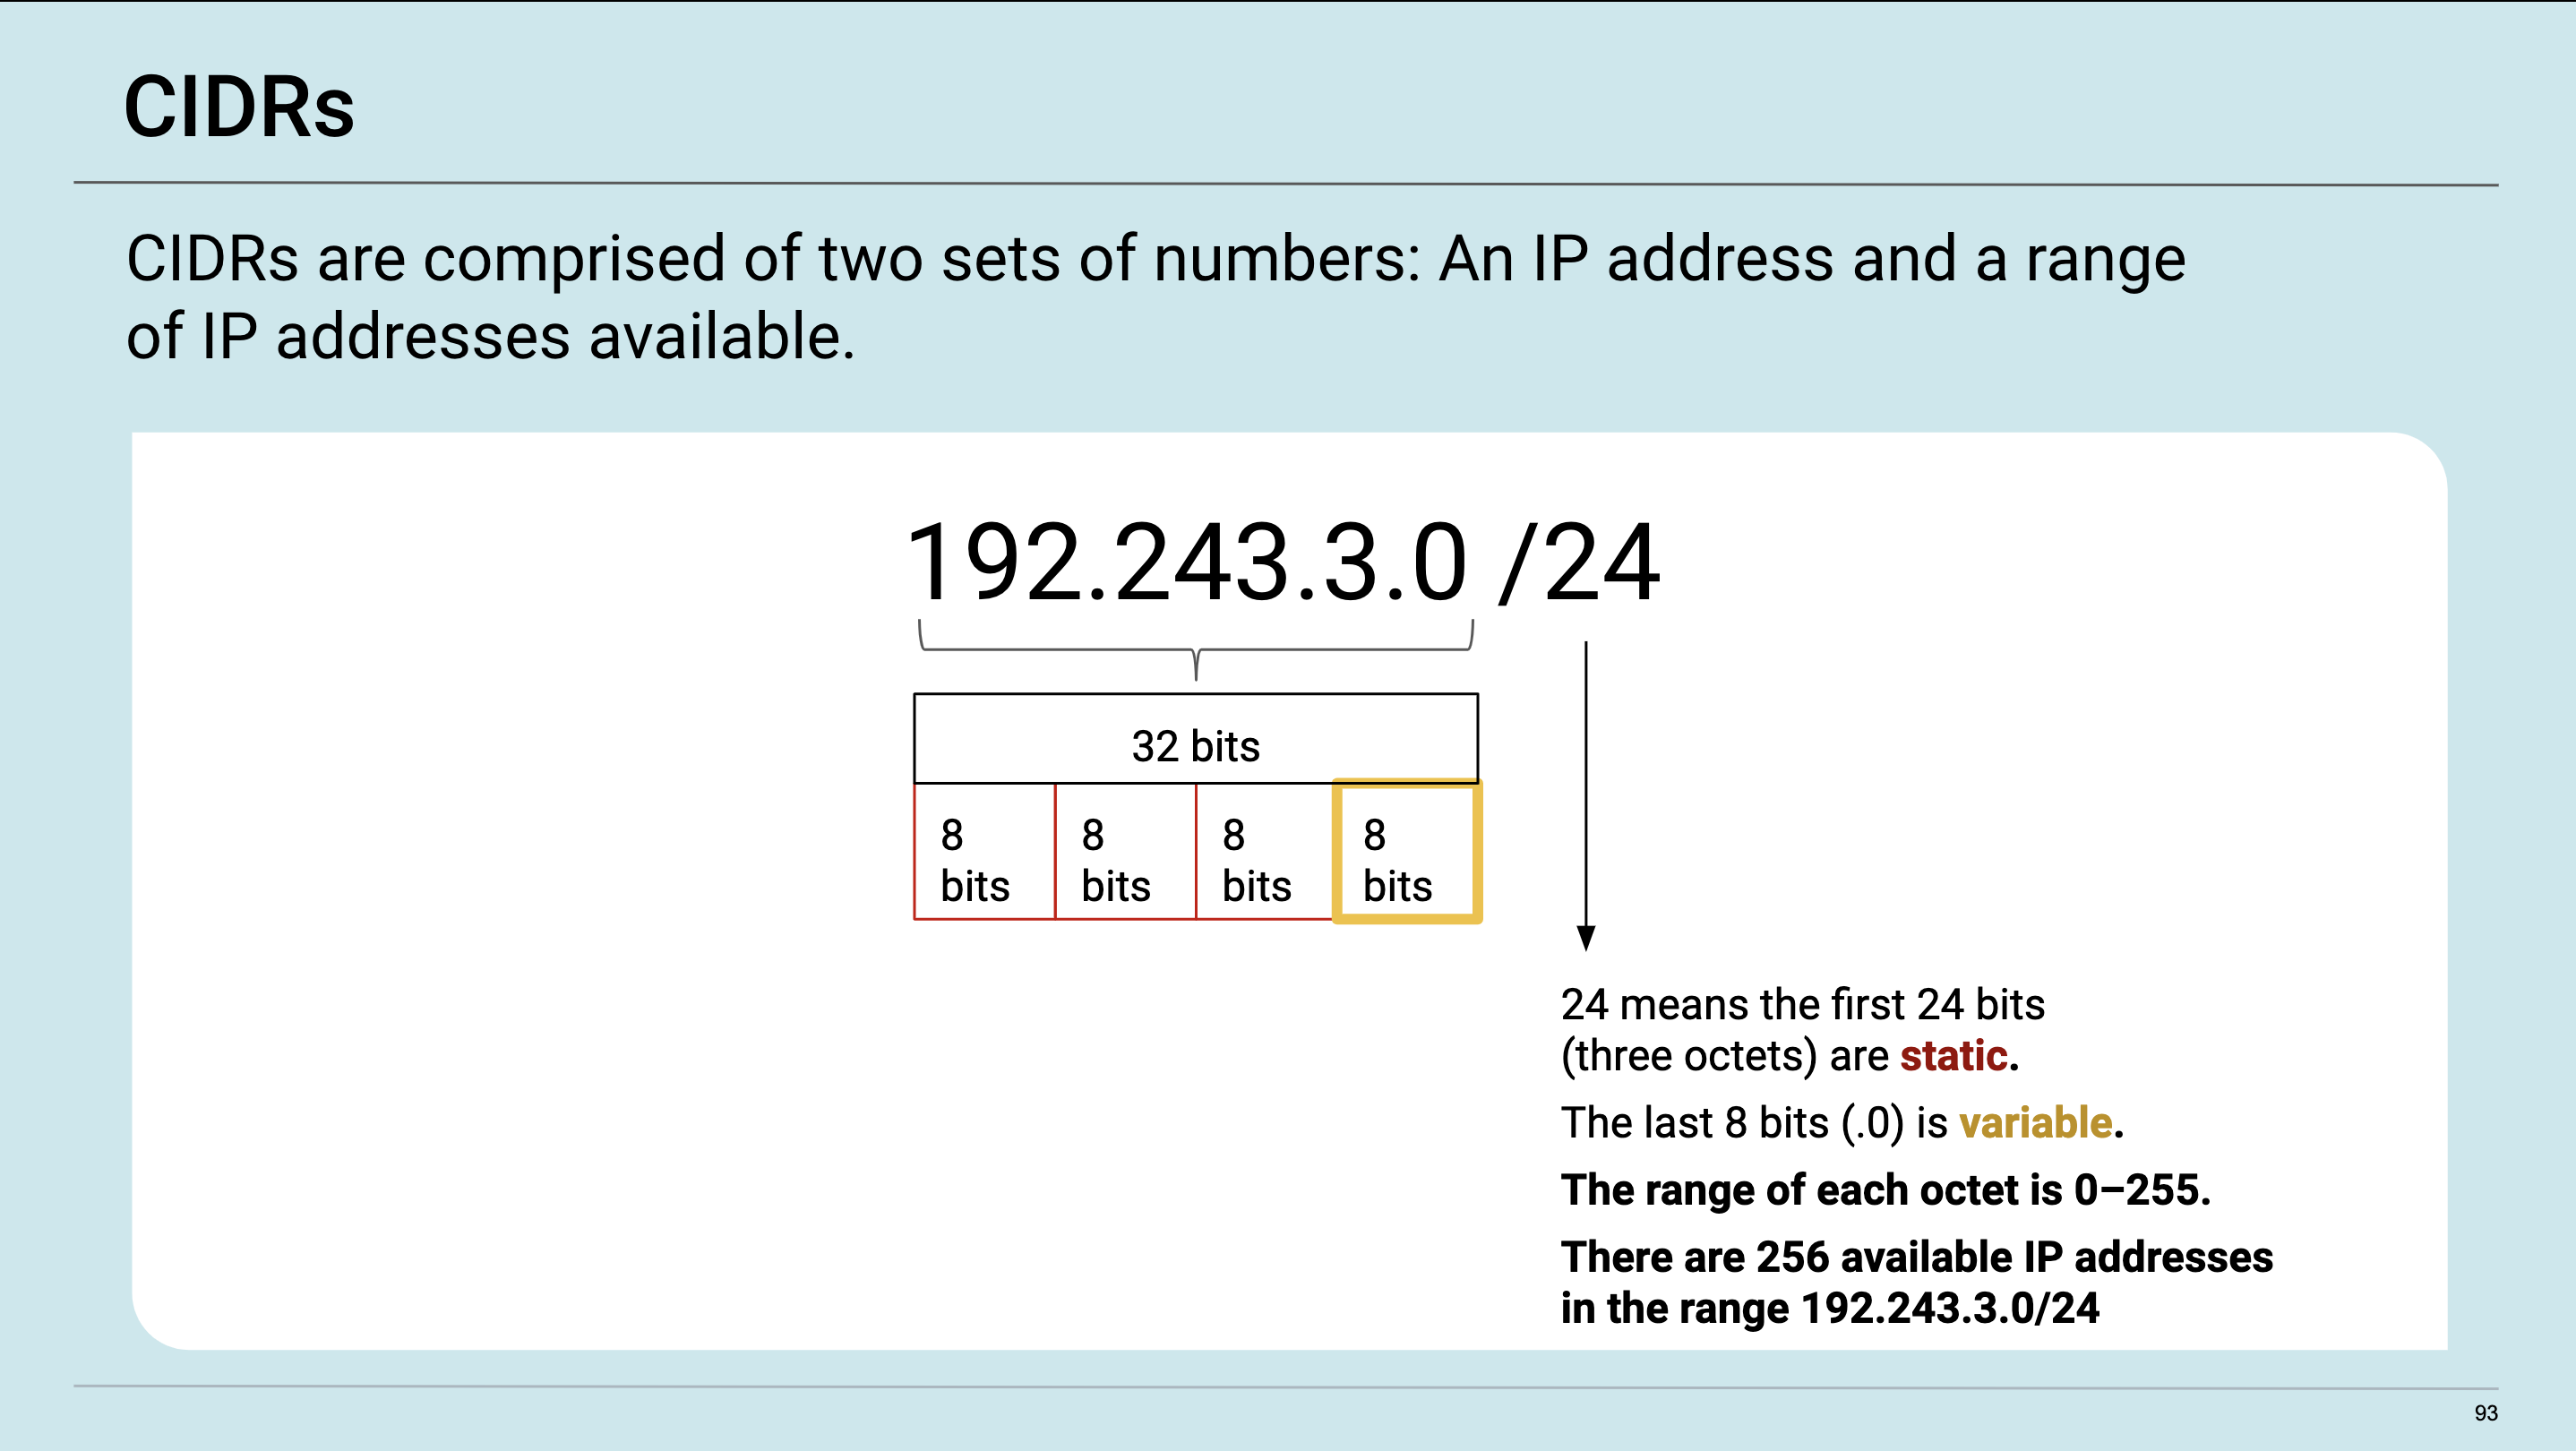 CIDRs
CIDRs are comprised of two sets of numbers: An IP address and a range
of IP addresses available.
192.243.3.0 /24
32 bits
8 bits
8 bits
8 bits
8 bits
24 means the first 24 bits
(three octets) are static.
The last 8 bits (.0) is variable.
The range of each octet is 0–255.
There are 256 available IP addresses
in the range 192.243.3.0/24
93